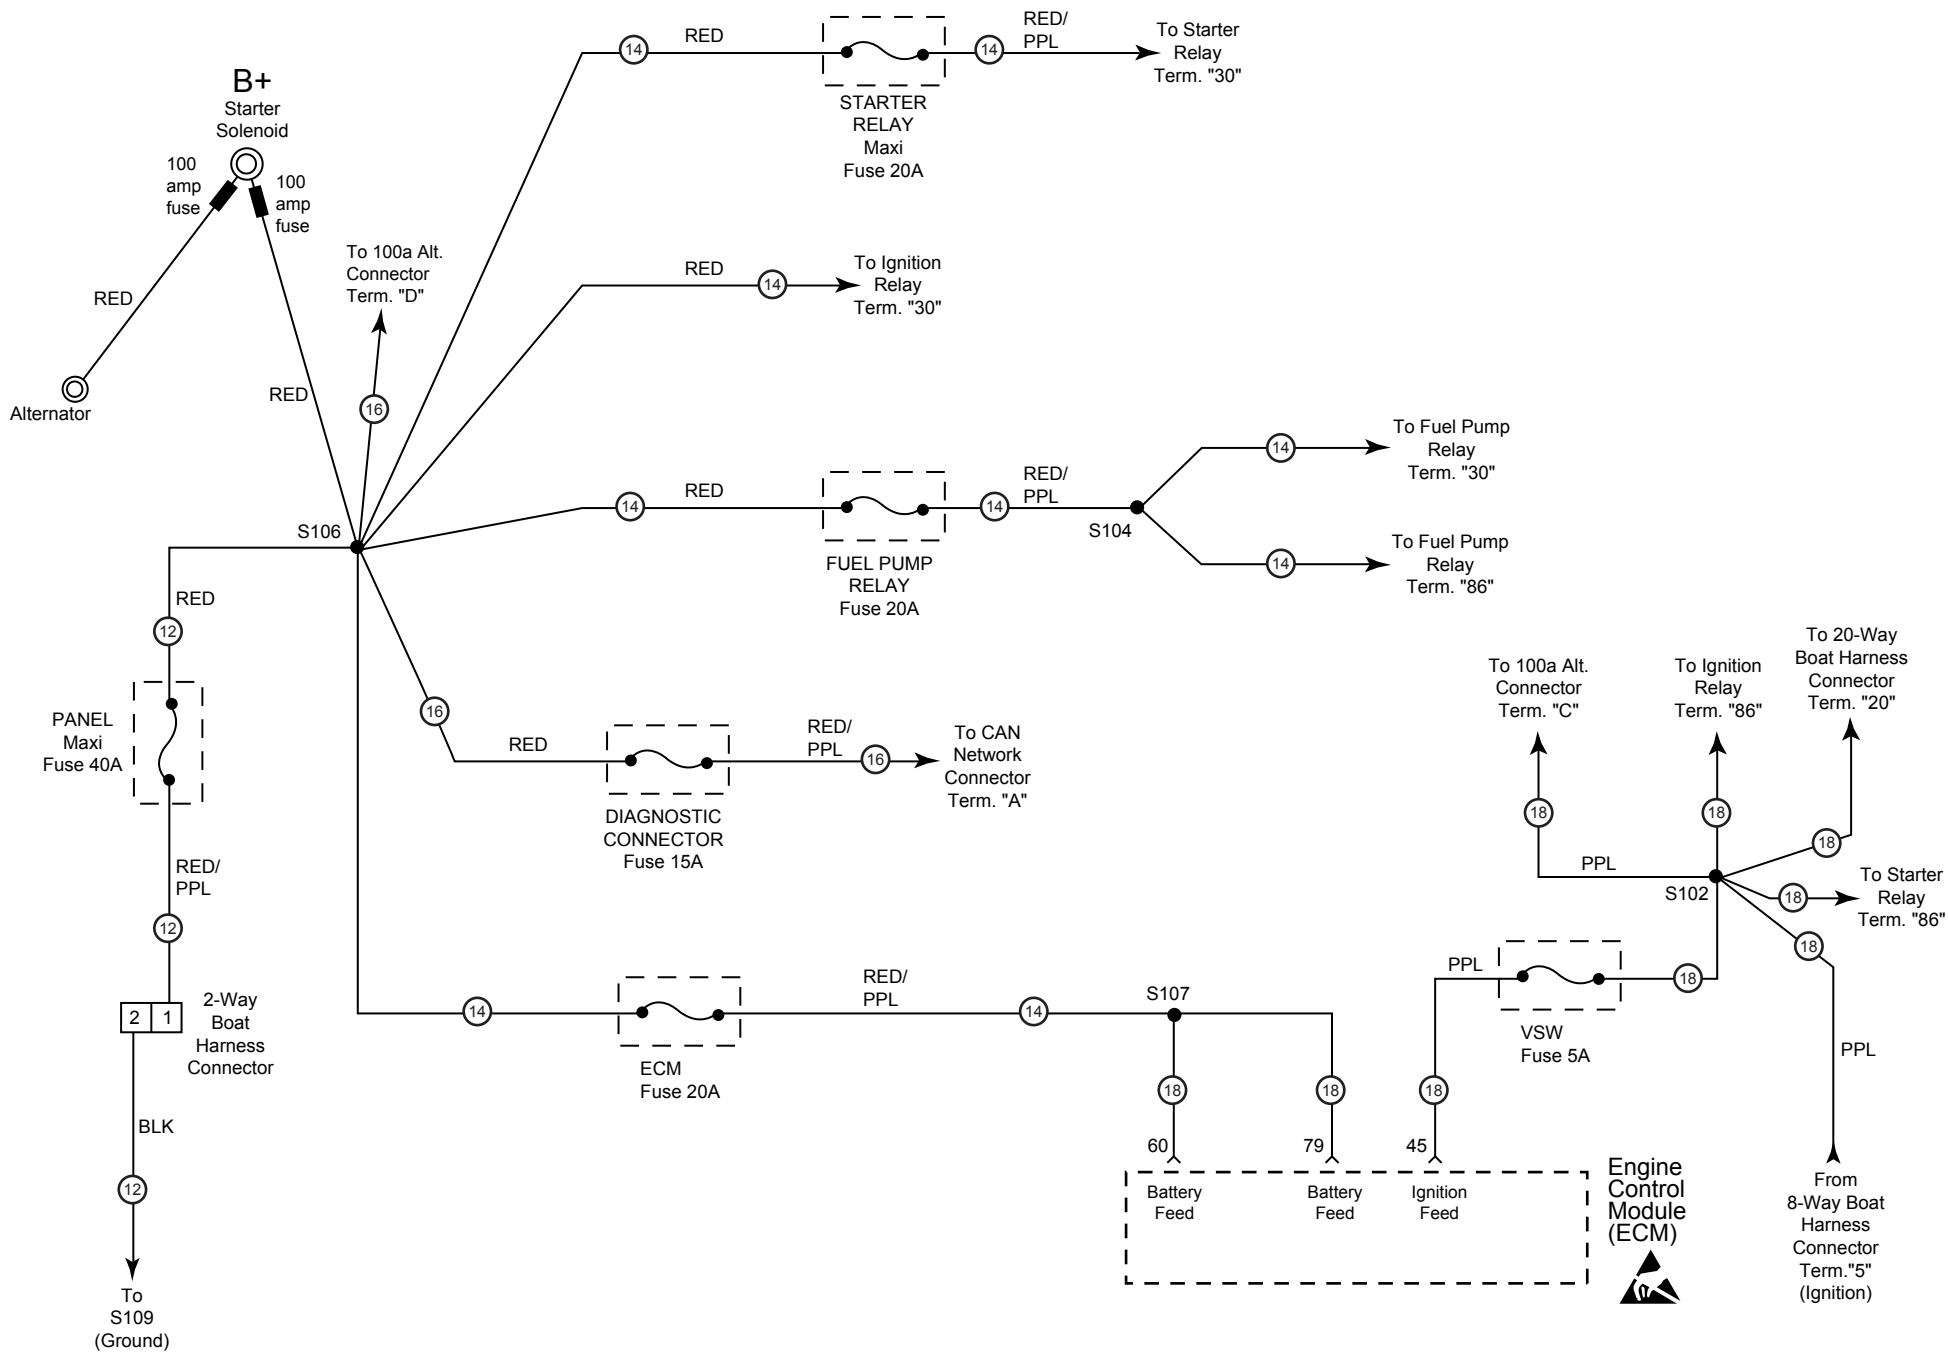 RED
14
RED/
PPL
14
To Starter
Relay
Term. "30"
STARTER
RELAY
Maxi
Fuse 20A
B+
Starter
Solenoid
100
amp
fuse
100
amp
fuse
RED
Alternator
RED
To 100a Alt.
Connector
Term. "D"
16
RED
14
To Ignition
Relay
Term. "30"
S106
14
RED
FUEL PUMP
RELAY
Fuse 20A
14
RED/
PPL
S104
14
To Fuel Pump
Relay
Term. "30"
14
To Fuel Pump
Relay
Term. "86"
RED
12
PANEL
Maxi
Fuse 40A
RED/
PPL
12
2 1
2-Way
Boat
Harness
Connector
BLK
12
To
S109
(Ground)
16
RED
DIAGNOSTIC
CONNECTOR
Fuse 15A
RED/
PPL
16
To CAN
Network
Connector
Term. "A"
14
ECM
Fuse 20A
RED/
PPL
14
S107
18
18
18
60
79
45
Battery
Feed
Battery
Feed
Ignition
Feed
Engine
Control
Module
(ECM)
To 100a Alt.
Connector
Term. "C"
18
To Ignition
Relay
Term. "86"
18
To 20-Way
Boat Harness
Connector
Term. "20"
18
PPL
S102
18
To Starter
Relay
Term. "86"
18
PPL
VSW
Fuse 5A
18
PPL
From
8-Way Boat
Harness
Connector
Term."5"
(Ignition)